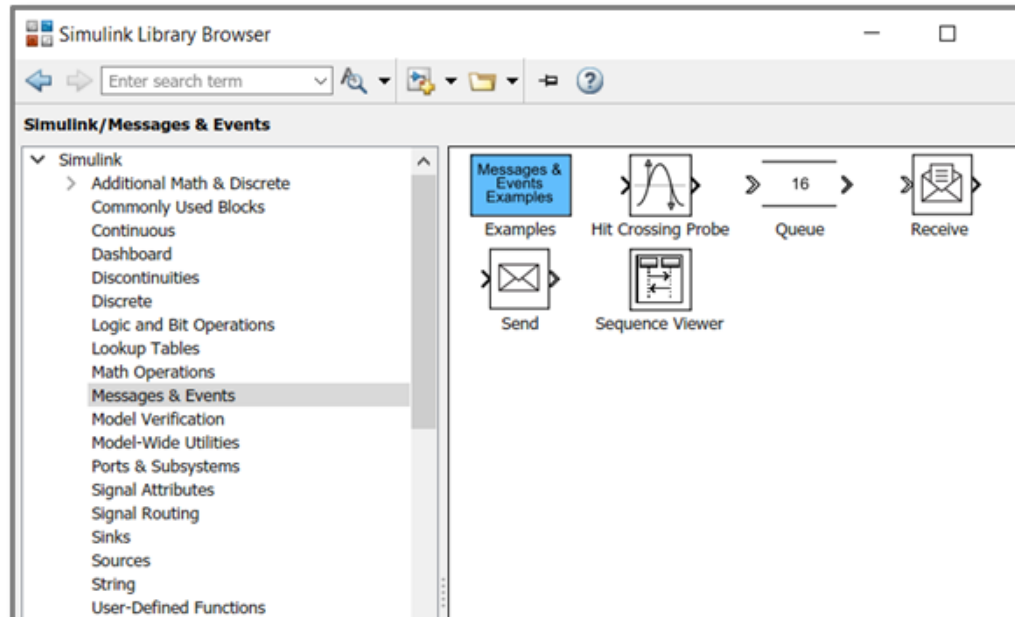 Simulink Library Browser
Enter search term
Simulink/Messages & Events
Simulink
Additional Math & Discrete
Commonly Used Blocks
Continuous
Dashboard
Discontinuities
Discrete
Logic and Bit Operations
Lookup Tables
Math Operations
Messages & Events
Model Verification
Model-Wide Utilities
Ports & Subsystems
Signal Attributes
Signal Routing
Sinks
Sources
String
User-Defined Functions
Messages &
Events
Examples
Examples
Hit Crossing Probe
16
Queue
Receive
Send
Sequence Viewer